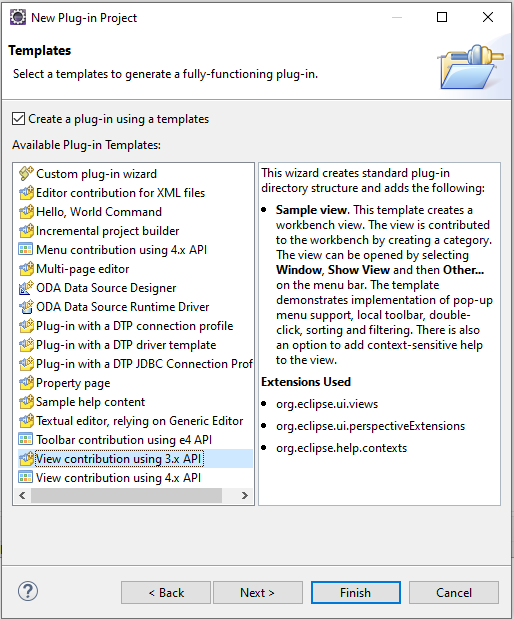 New Plug-in Project
Templates
Select a templates to generate a fully-functioning plug-in.
Create a plug-in using a templates
Available Plug-in Templates:
Custom plug-in wizard
Editor contribution for XML files
Hello, World Command
Incremental project builder
Menu contribution using 4.x API
Multi-page editor
ODA Data Source Designer
ODA Data Source Runtime Driver
Plug-in with a DTP connection profile
Plug-in with a DTP driver template
Plug-in with a DTP JDBC Connection Prof
Property page
Sample help content
Textual editor, relying on Generic Editor
Toolbar contribution using e4 API
View contribution using 3.x API
View contribution using 4.x API
This wizard creates standard plug-in
directory structure and adds the following:
• Sample view. This template creates a
workbench view. The view is contributed
to the workbench by creating a category.
The view can be opened by selecting
Window, Show View and then Other...
on the menu bar. The template
demonstrates implementation of pop-up
menu support, local toolbar, double-
click, sorting and filtering. There is also
an option to add context-sensitive help
to the view.
Extensions Used
• org.eclipse.ui.views
• org.eclipse.ui.perspectiveExtensions
• org.eclipse.help.contexts
?
< Back
Next >
Finish
Cancel